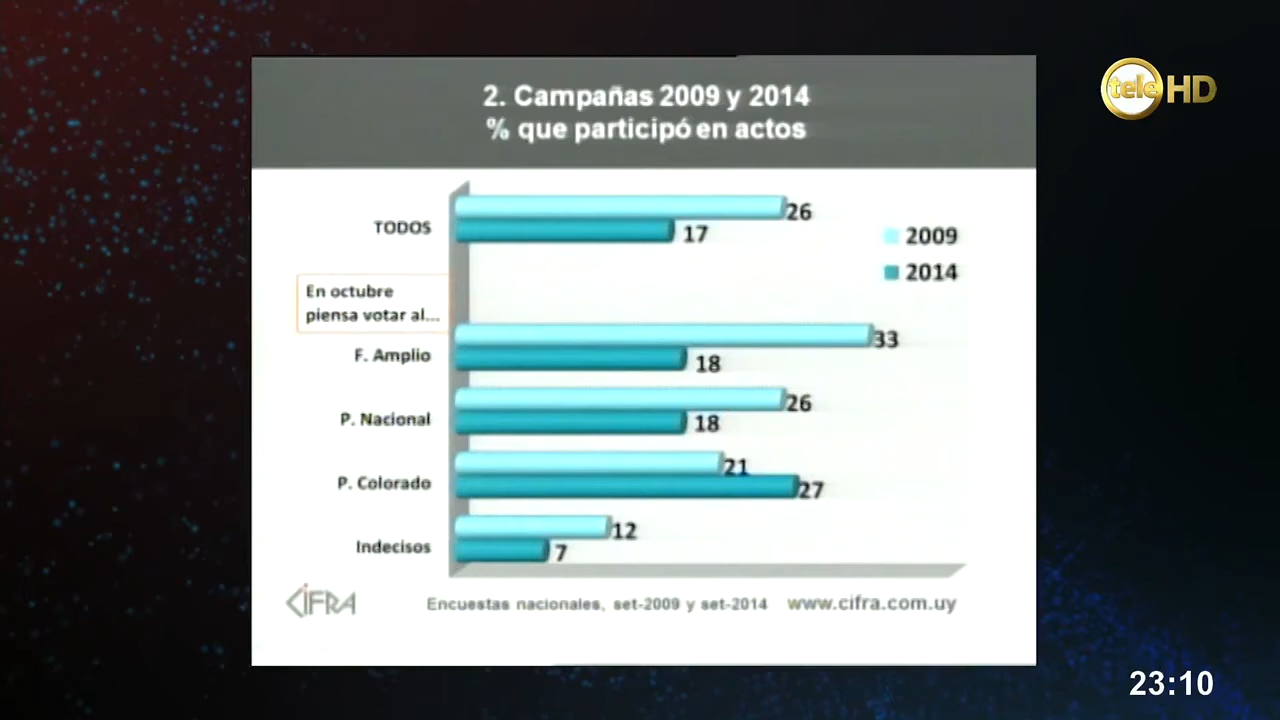 2. Campañas 2009 y 2014
% que participó en actos
tele HD
TODOS
26
17
2009
2014
En octubre
piensa votar al...
F. Amplio
33
18
P. Nacional
26
18
P. Colorado
21
27
Indecisos
12
7
CIFRA
Encuestas nacionales, set-2009 y set-2014 www.cifra.com.uy
23:10